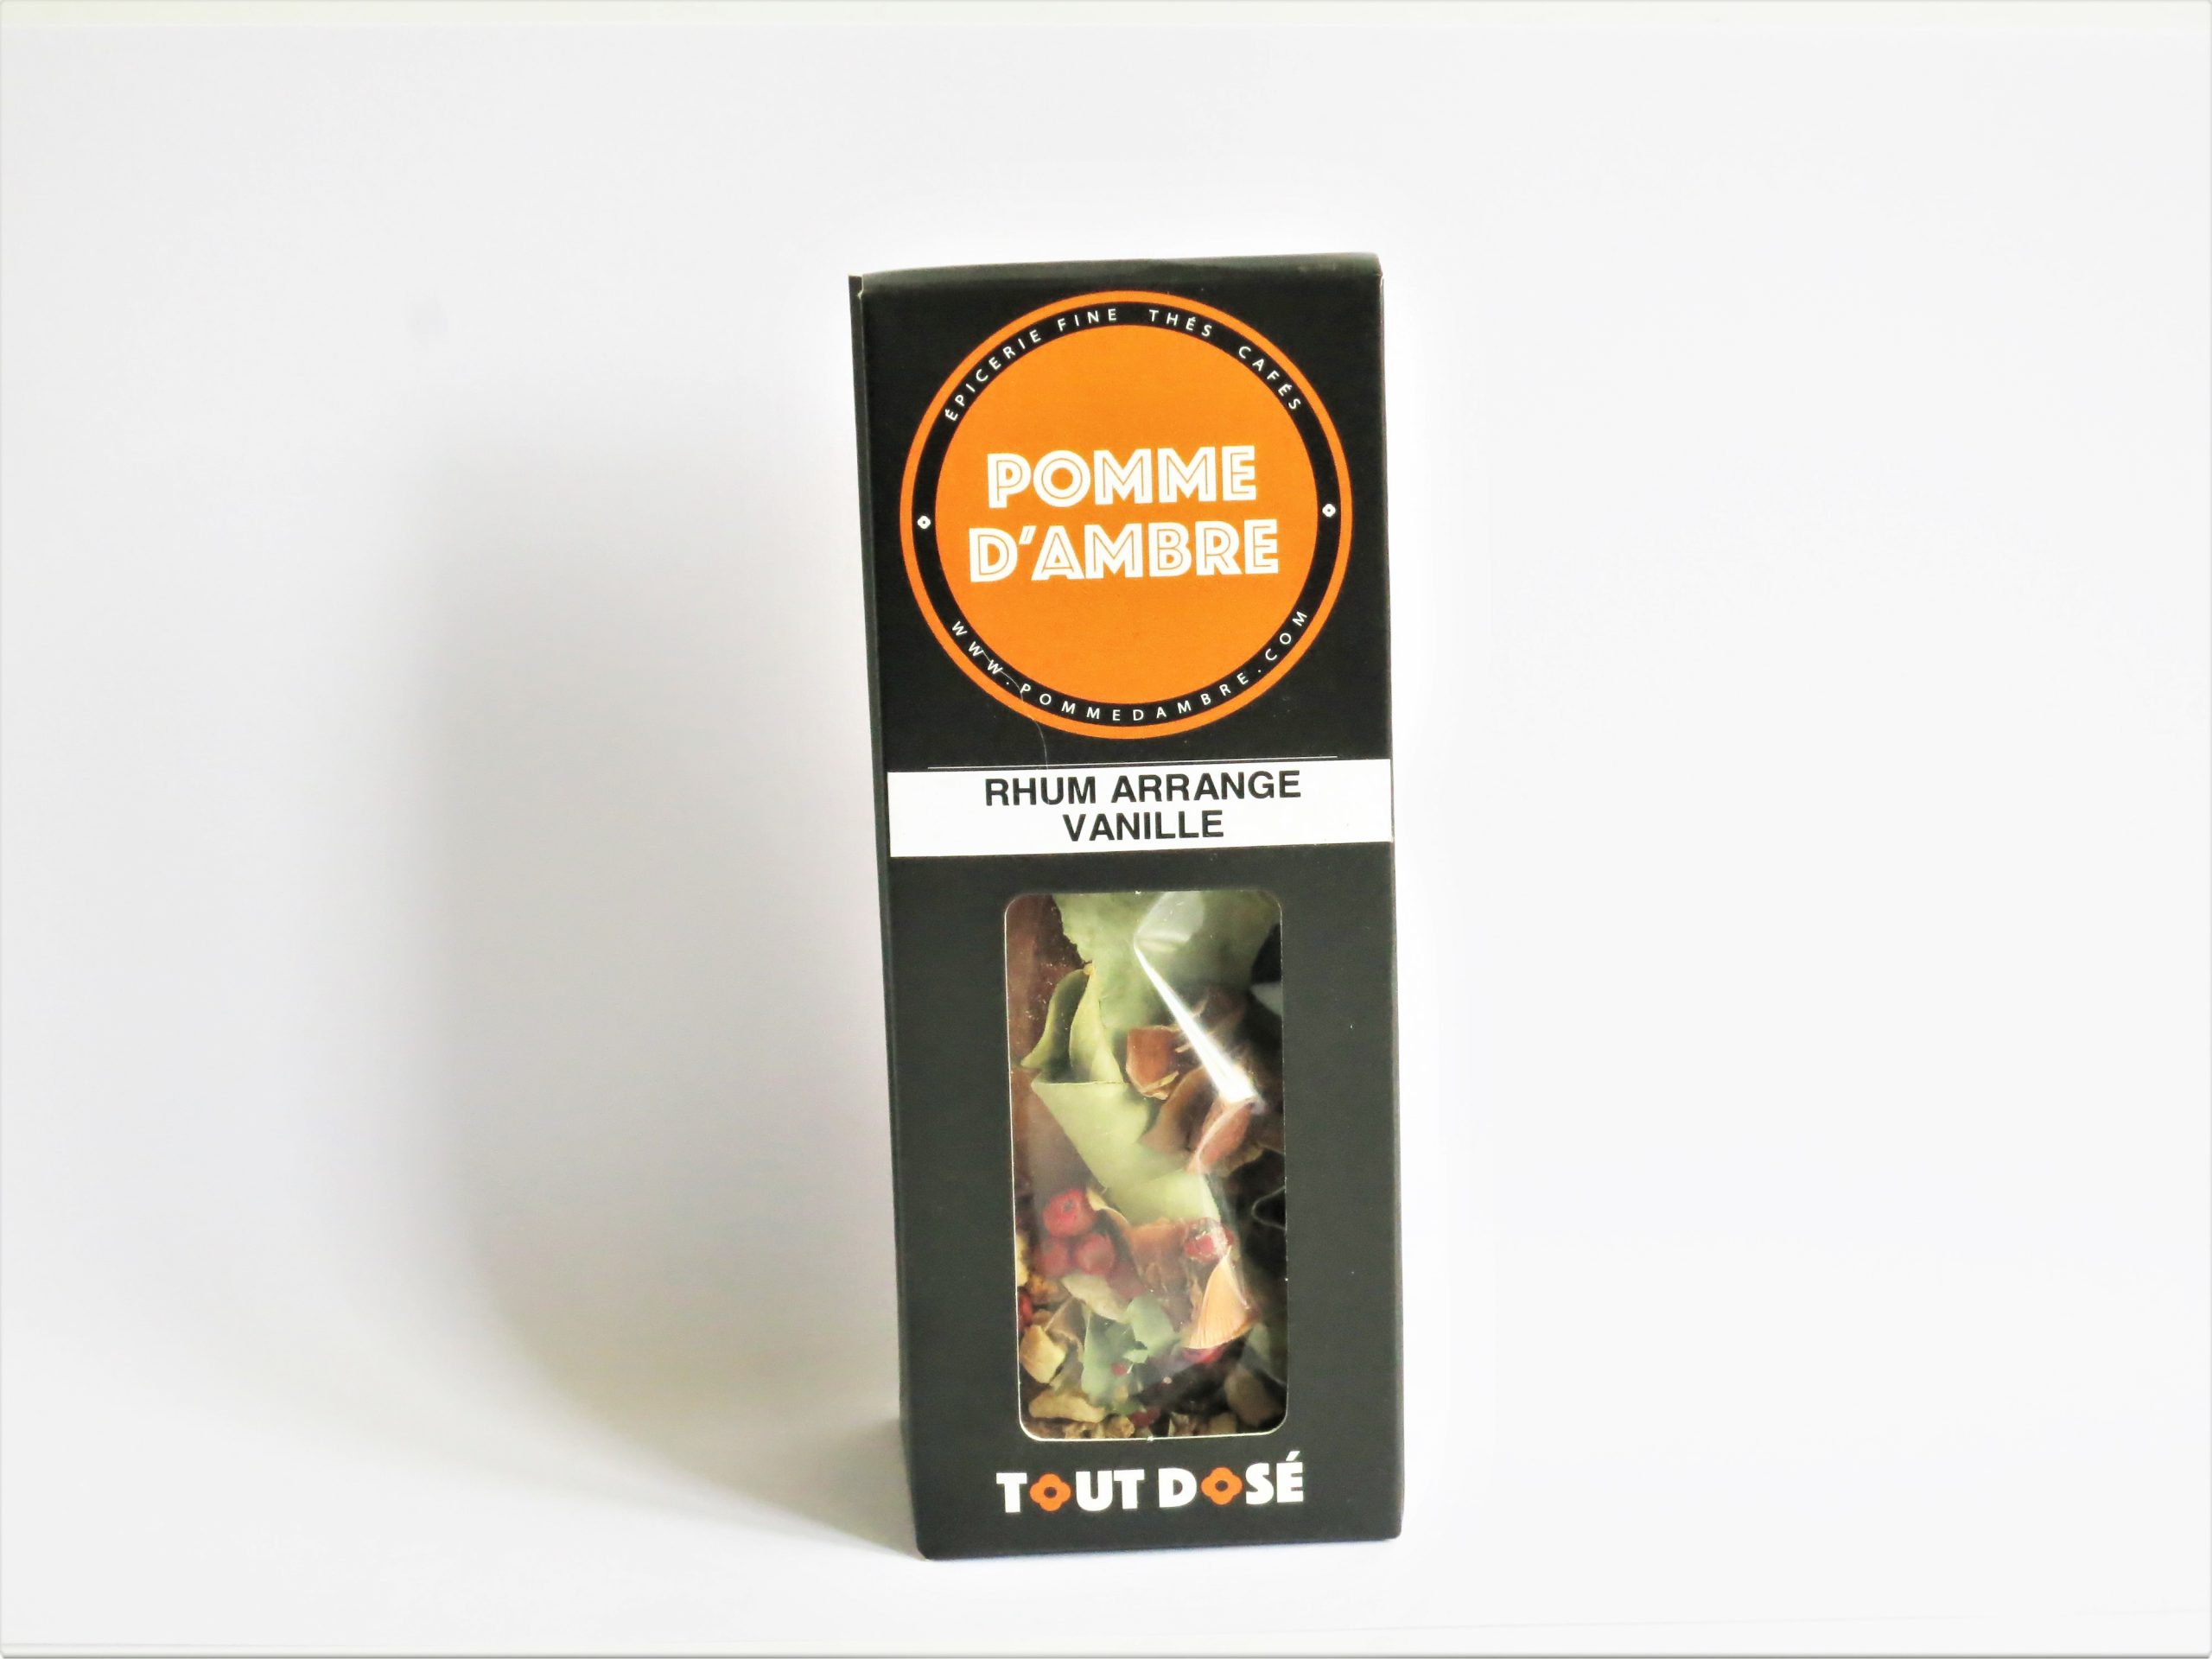 ÉPICERIE FINE THÉS CAFÉS
POMME
D'AMBRE
WWW.POMMEDAMBRE.COM
RHUM ARRANGE
VANILLE
TOUT DOSÉ